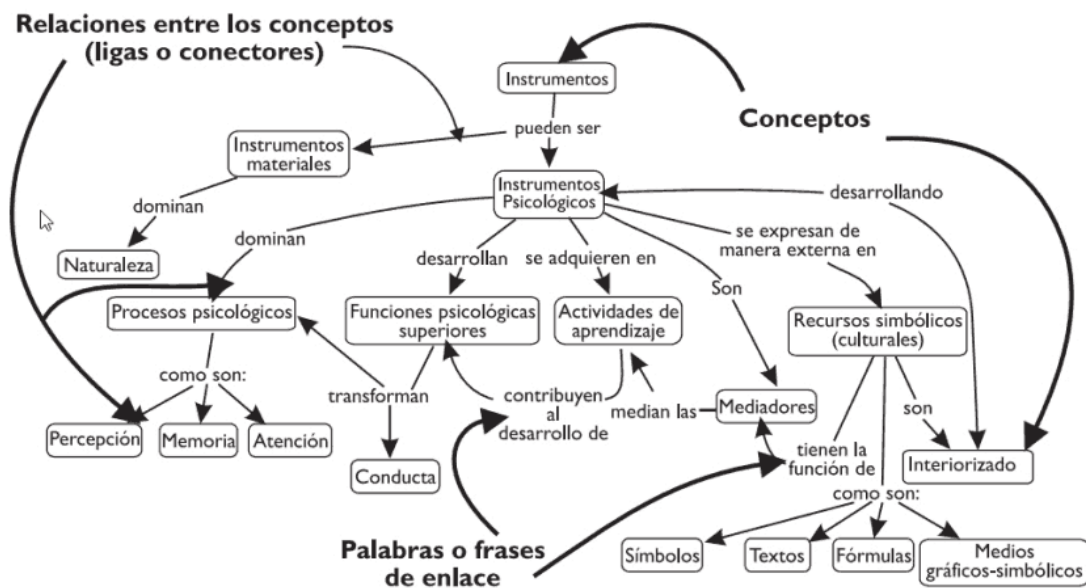 Relaciones entre los conceptos
(ligas o conectores)
Instrumentos
Conceptos
pueden ser
Instrumentos
materiales
Instrumentos
Psicológicos
desarrollando
dominan
dominan
se expresan de
manera externa en
desarrollan
se adquieren en
Naturaleza
Son
Procesos psicológicos
Funciones psicológicas
superiores
Actividades de
aprendizaje
Recursos simbólicos
(culturales)
como son:
transforman
contribuyen
al
desarrollo de
median las
Mediadores
son
Percepción
Memoria
Atención
tienen la
función de
Interiorizado
Conducta
como son:
Palabras o frases
de enlace
Símbolos
Textos
Fórmulas
Medios
gráficos-simbólicos